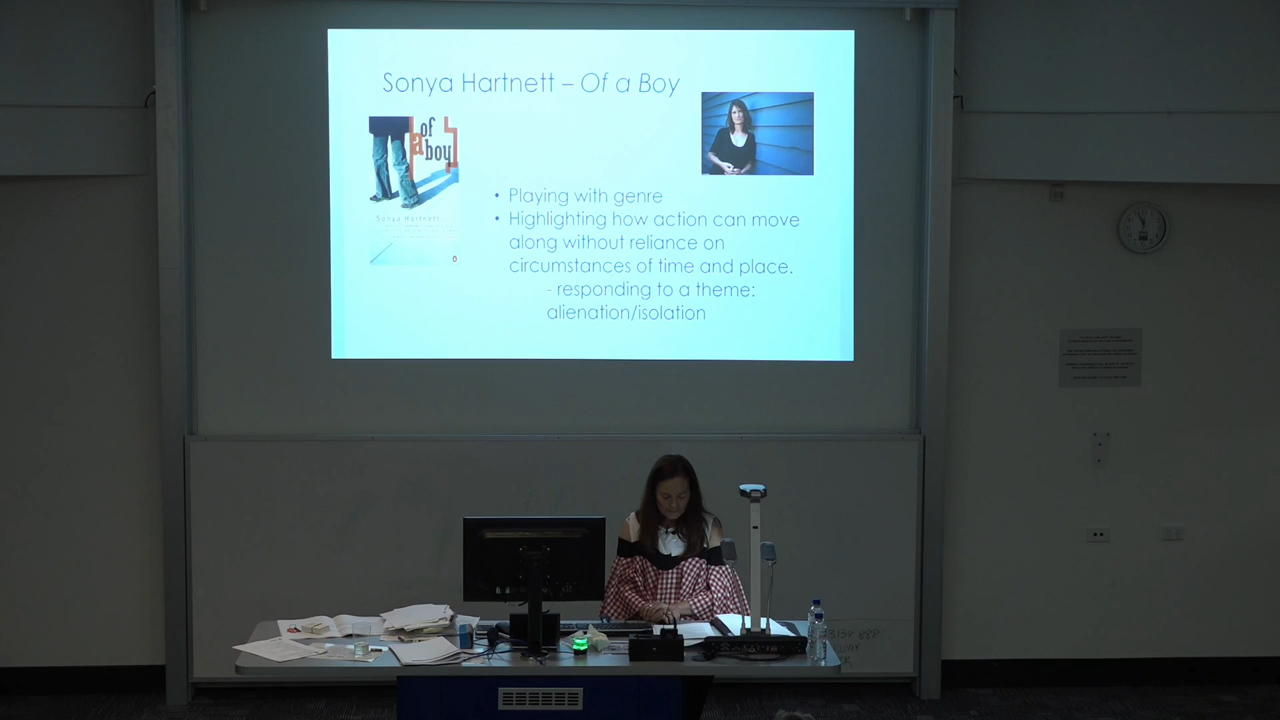 Sonya Hartnett – Of a Boy
of
a
boy
Sonya Hartnett
• Playing with genre
• Highlighting how action can move
along without reliance on
circumstances of time and place.
- responding to a theme:
alienation/isolation